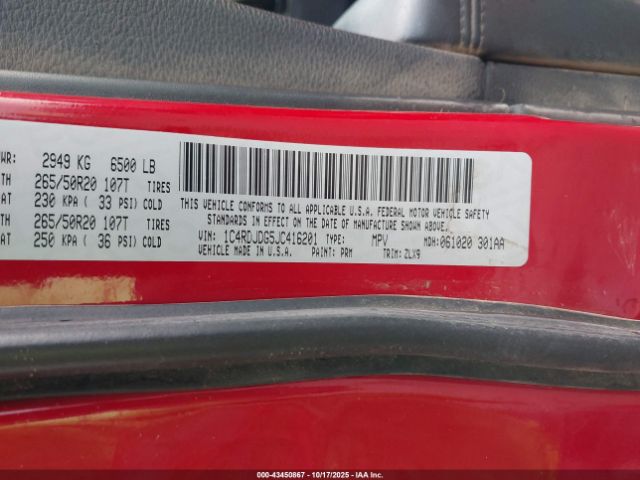 WR: 2949 KG 6500 LB
TH 265/50R20 107T TIRES
AT 230 KPA ( 33 PSI) COLD
TH 265/50R20 107T TIRES
AT 250 KPA ( 36 PSI) COLD
THIS VEHICLE CONFORMS TO ALL APPLICABLE U.S.A. FEDERAL MOTOR VEHICLE SAFETY
STANDARDS IN EFFECT ON THE DATE OF MANUFACTURE SHOWN ABOVE.
VIN: 1C4RDJDG5JC416201 TYPE: MPV MDH: 061020 301AA
VEHICLE MADE IN U.S.A. PAINT: PRM TRIM: ZLX9
000-43450867 - 10/17/2025 - IAAI.com